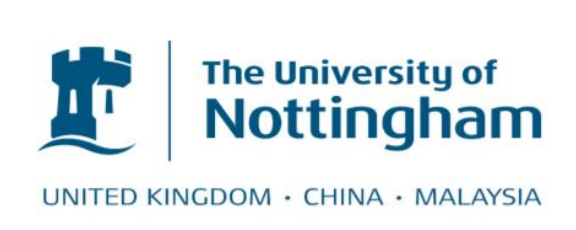 The University of
Nottingham
UNITED KINGDOM · CHINA · MALAYSIA